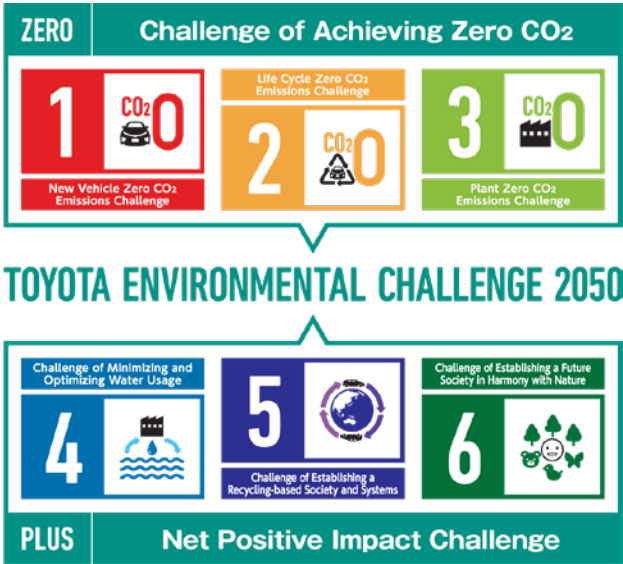 ZERO
Challenge of Achieving Zero CO₂
1
CO₂ 0
New Vehicle Zero CO₂
Emissions Challenge
Life Cycle Zero CO₂
Emissions Challenge
2
CO₂ 0
3
CO₂ 0
Plant Zero CO₂
Emissions Challenge
TOYOTA ENVIRONMENTAL CHALLENGE 2050
Challenge of Minimizing and
Optimizing Water Usage
4
5
Challenge of Establishing a
Recycling-based Society and Systems
Challenge of Establishing a Future
Society in Harmony with Nature
6
PLUS
Net Positive Impact Challenge